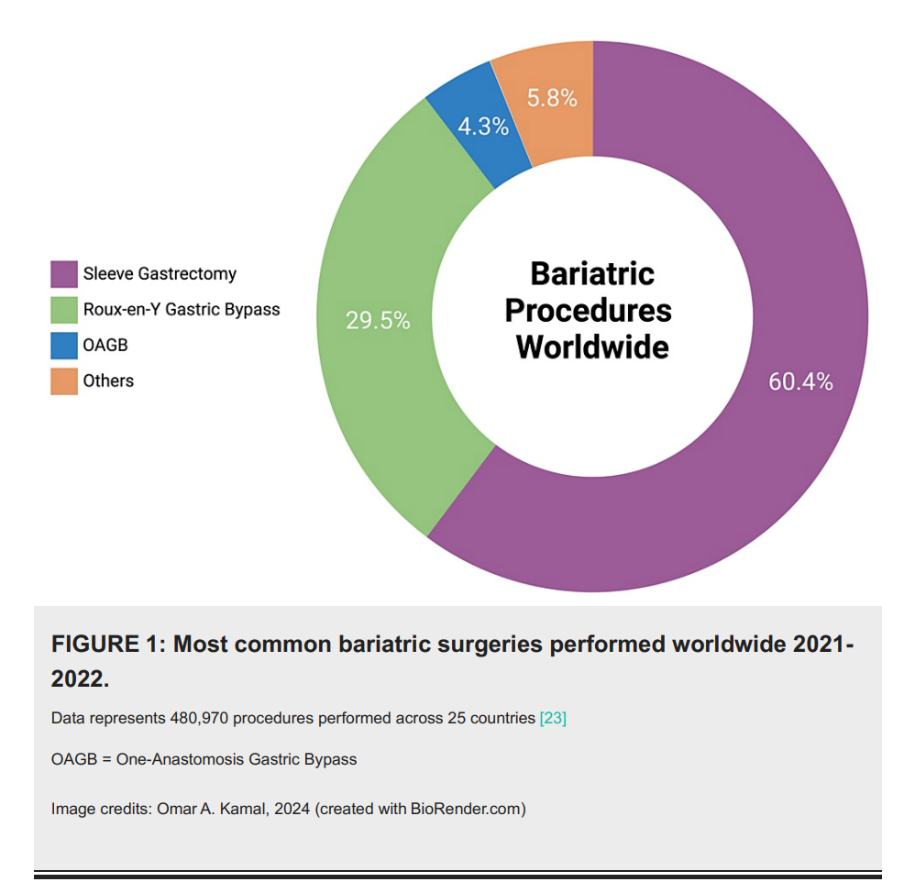 5.8%
4.3%
Sleeve Gastrectomy
Roux-en-Y Gastric Bypass
OAGB
Others
29.5%
Bariatric
Procedures
Worldwide
60.4%
FIGURE 1: Most common bariatric surgeries performed worldwide 2021-
2022.
Data represents 480,970 procedures performed across 25 countries [23]
OAGB = One-Anastomosis Gastric Bypass
Image credits: Omar A. Kamal, 2024 (created with BioRender.com)